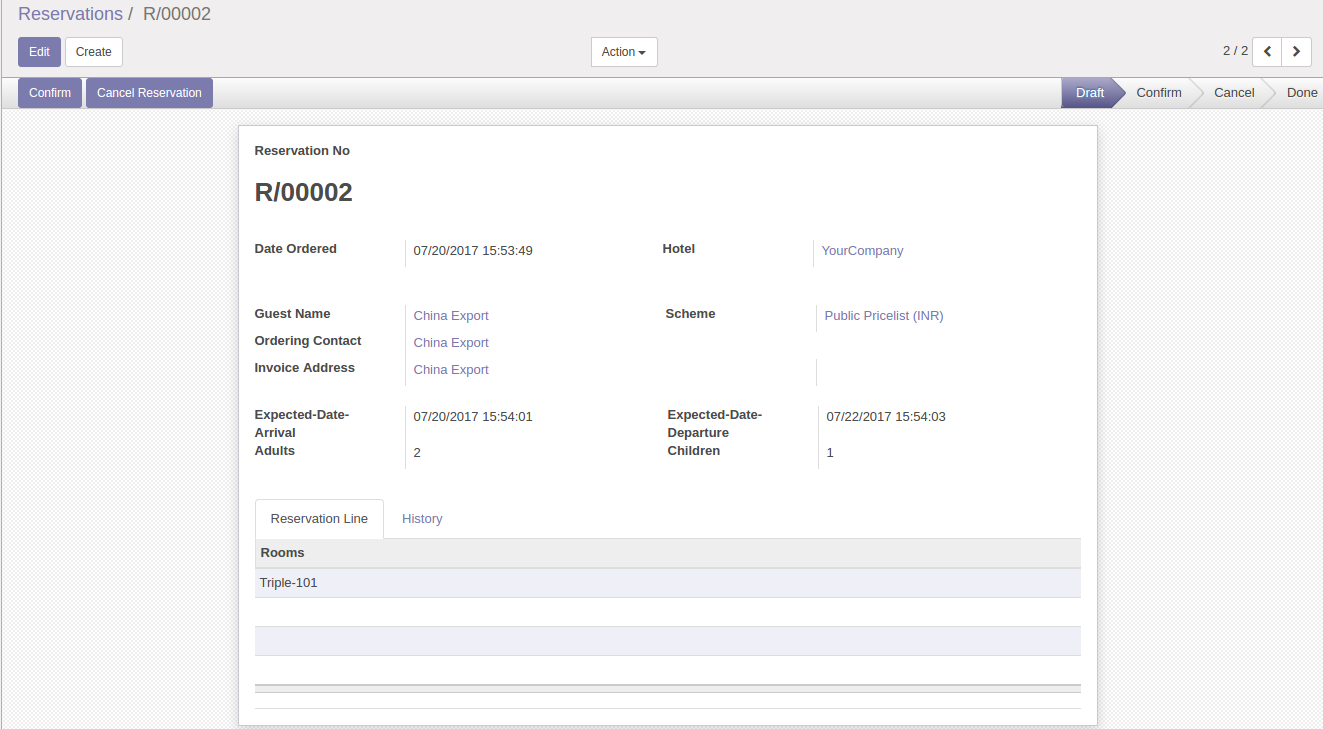 Reservations / R/00002
Edit Create Action 2 / 2
Confirm Cancel Reservation Draft Confirm Cancel Done
Reservation No
R/00002
Date Ordered 07/20/2017 15:53:49 Hotel YourCompany
Guest Name China Export Scheme Public Pricelist (INR)
Ordering Contact China Export
Invoice Address China Export
Expected-Date- 07/20/2017 15:54:01 Expected-Date- 07/22/2017 15:54:03
Arrival Departure
Adults 2 Children 1
Reservation Line History
Rooms
Triple-101